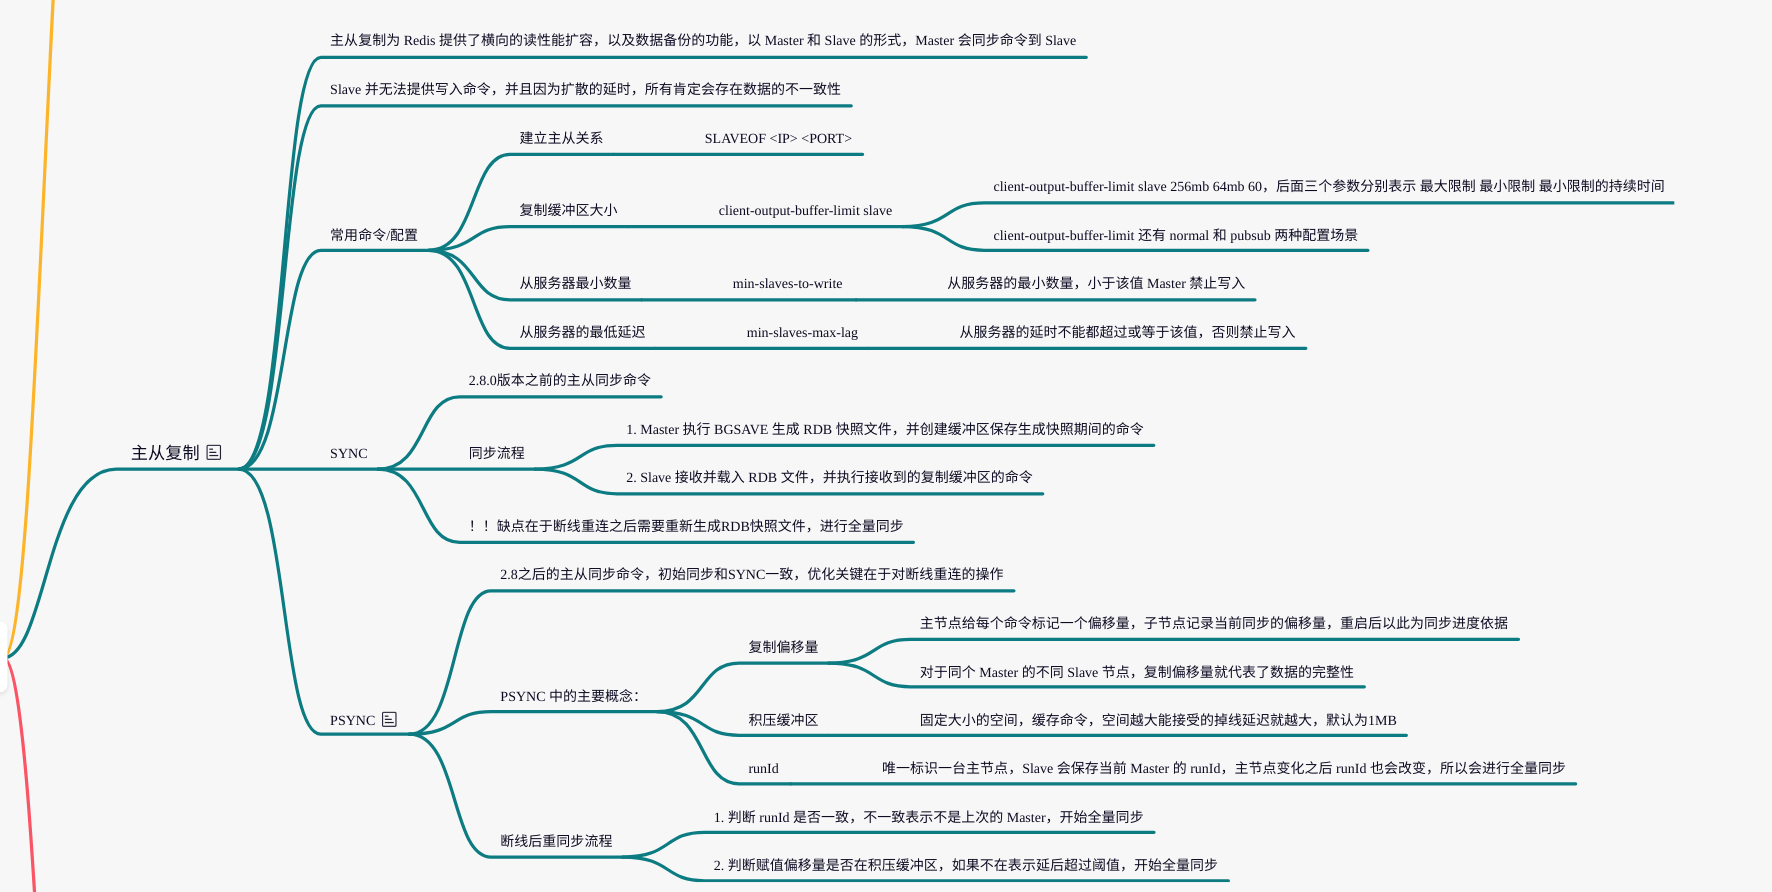 主从复制为 Redis 提供了横向的读性能扩容，以及数据备份的功能，以 Master 和 Slave 的形式，Master 会同步命令到 Slave
Slave 并无法提供写入命令，并且因为扩散的延时，所有肯定会存在数据的不一致性
建立主从关系 SLAVEOF <IP> <PORT>
client-output-buffer-limit slave 256mb 64mb 60，后面三个参数分别表示 最大限制 最小限制 最小限制的持续时间
复制缓冲区大小 client-output-buffer-limit slave
常用命令/配置
client-output-buffer-limit 还有 normal 和 pubsub 两种配置场景
从服务器最小数量 min-slaves-to-write 从服务器的最小数量，小于该值 Master 禁止写入
从服务器的最低延迟 min-slaves-max-lag 从服务器的延时不能都超过或等于该值，否则禁止写入
2.8.0版本之前的主从同步命令
1. Master 执行 BGSAVE 生成 RDB 快照文件，并创建缓冲区保存生成快照期间的命令
主从复制 SYNC 同步流程
2. Slave 接收并载入 RDB 文件，并执行接收到的复制缓冲区的命令
！！缺点在于断线重连之后需要重新生成RDB快照文件，进行全量同步
2.8之后的主从同步命令，初始同步和SYNC一致，优化关键在于对断线重连的操作
主节点给每个命令标记一个偏移量，子节点记录当前同步的偏移量，重启后以此为同步进度依据
复制偏移量
对于同个 Master 的不同 Slave 节点，复制偏移量就代表了数据的完整性
PSYNC 中的主要概念：
PSYNC
积压缓冲区 固定大小的空间，缓存命令，空间越大能接受的掉线延迟就越大，默认为1MB
runId 唯一标识一台主节点，Slave 会保存当前 Master 的 runId，主节点变化之后 runId 也会改变，所以会进行全量同步
1. 判断 runId 是否一致，不一致表示不是上次的 Master，开始全量同步
断线后重同步流程
2. 判断赋值偏移量是否在积压缓冲区，如果不在表示延后超过阈值，开始全量同步